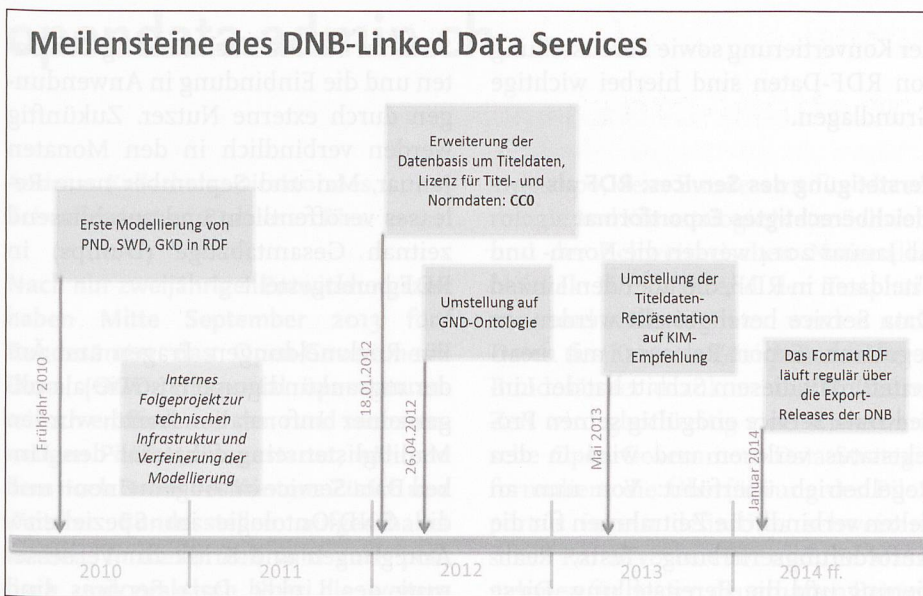 Meilensteine des DNB-Linked Data Services
Erste Modellierung von
PND, SWD, GKD in RDF
Frühjahr 2010
Internes
Folgeprojekt zur
technischen
Infrastruktur und
Verfeinerung der
Modellierung
Erweiterung der
Datenbasis um Titeldaten,
Lizenz für Titel- und
Normdaten: CC0
18.01.2012
Umstellung auf
GND-Ontologie
26.04.2012
Umstellung der
Titeldaten-
Repräsentation
auf KIM-
Empfehlung
Mai 2013
Das Format RDF
läuft regulär über
die Export-
Releases der DNB
Januar 2014
2010
2011
2012
2013
2014 ff.